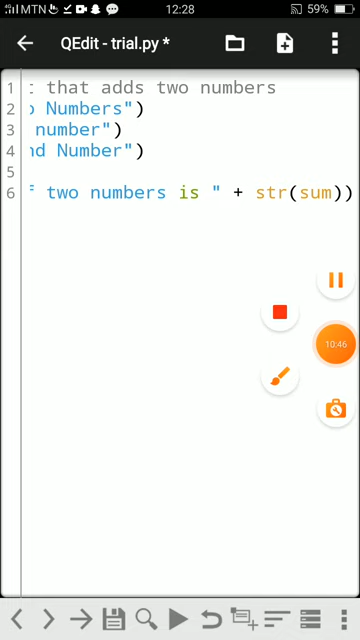 MTN 12:28 59%
QEdit - trial.py *
1 t that adds two numbers
2 o Numbers")
3 number")
4 nd Number")
5
6 f two numbers is " + str(sum))
10:46